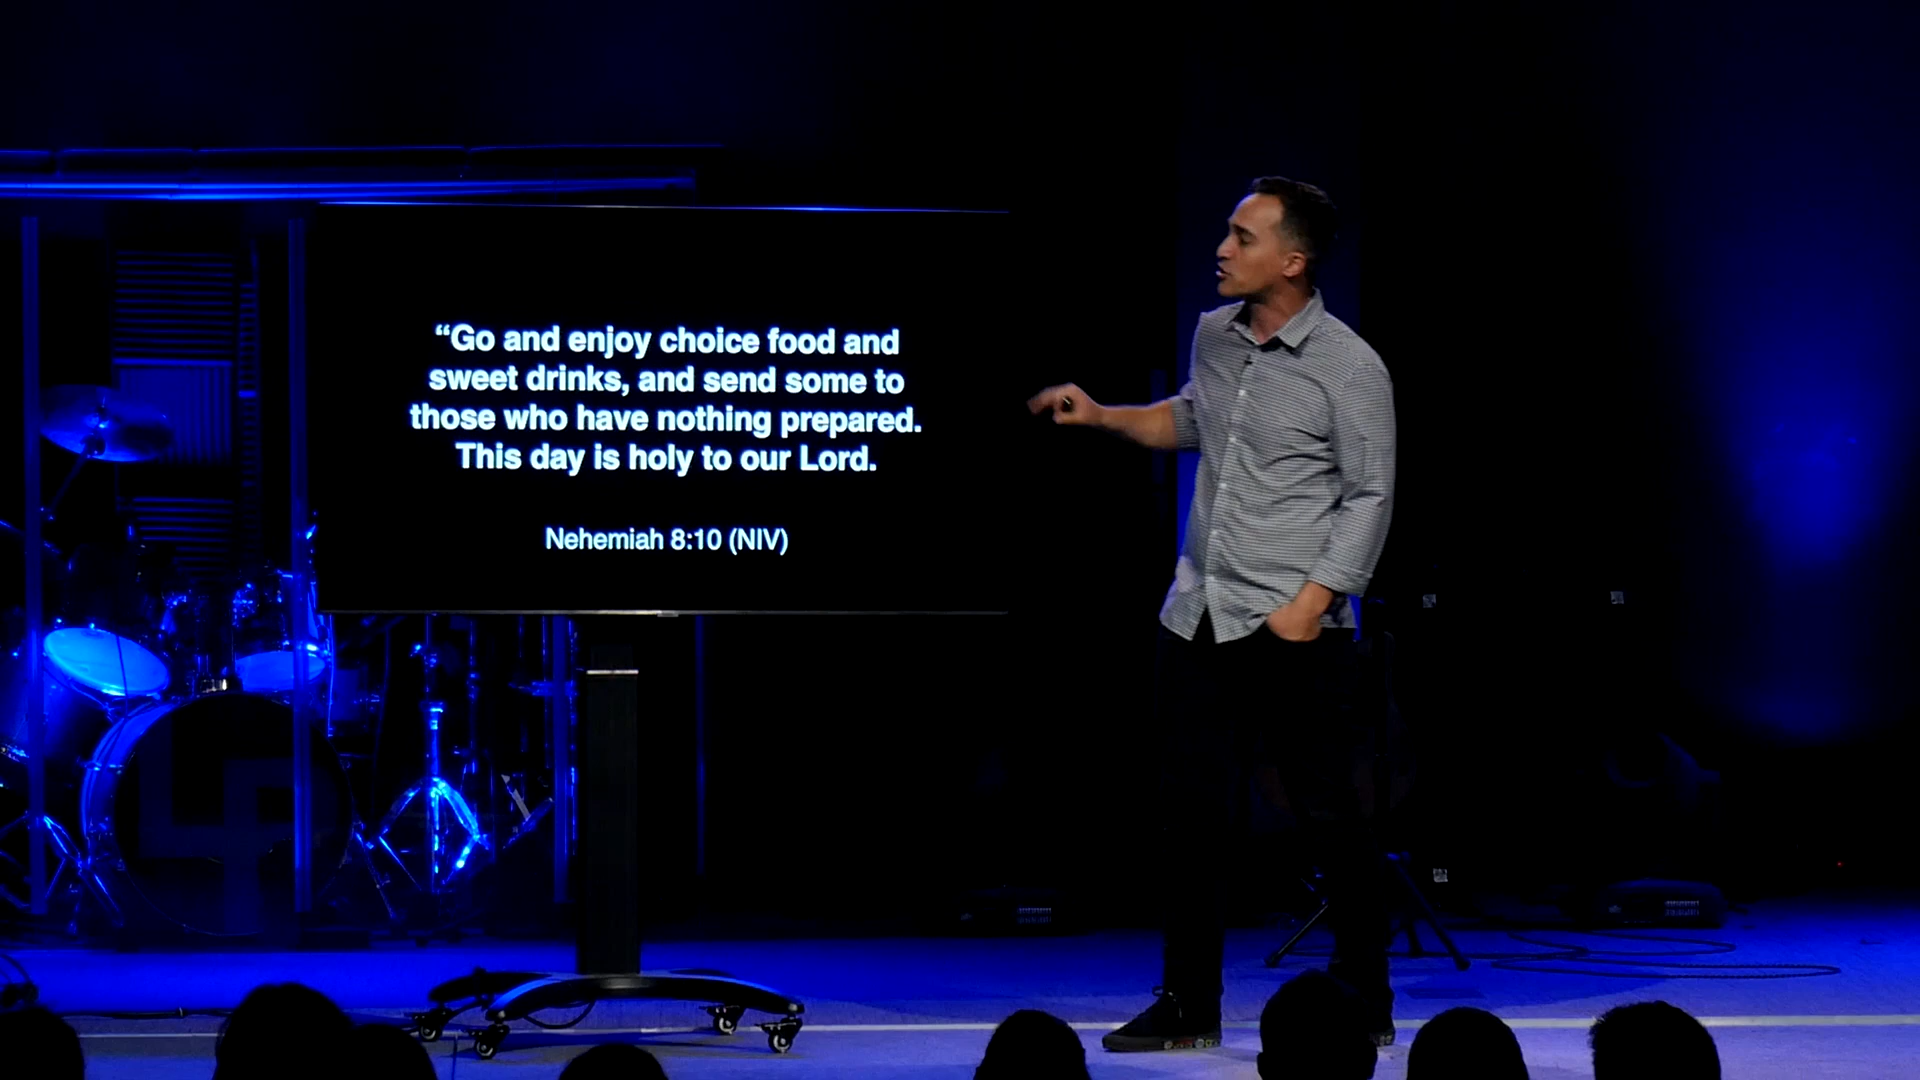 “Go and enjoy choice food and
sweet drinks, and send some to
those who have nothing prepared.
This day is holy to our Lord.
Nehemiah 8:10 (NIV)